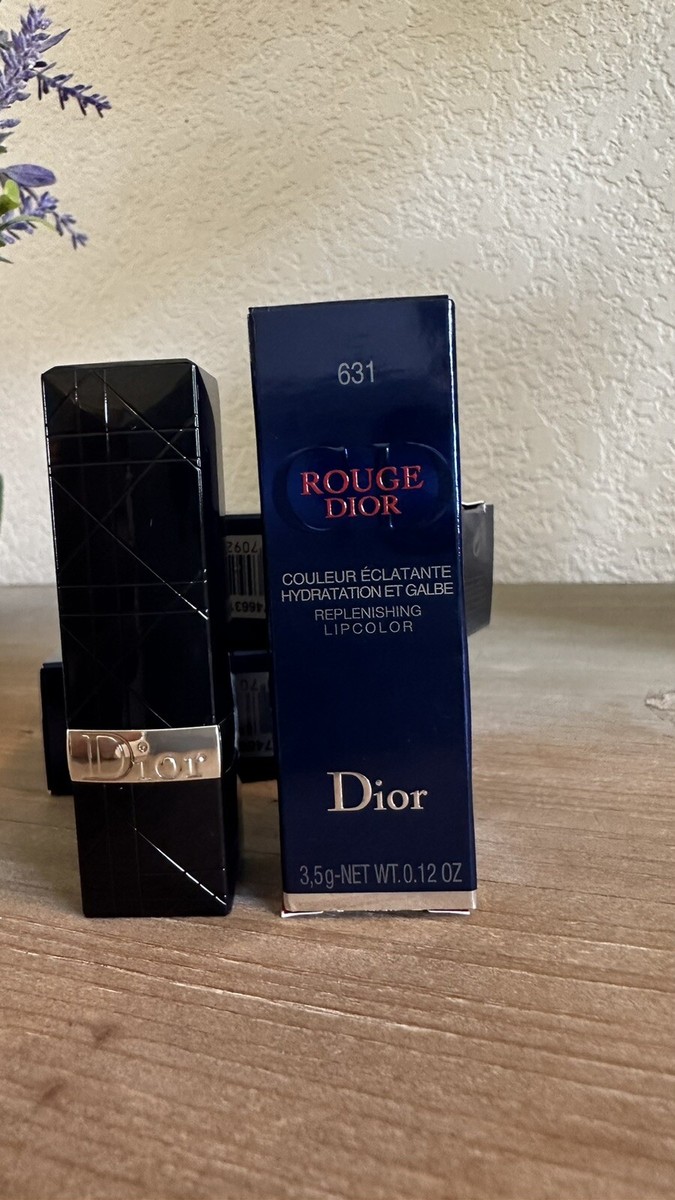 631
ROUGE
DIOR
COULEUR ÉCLATANTE
HYDRATATION ET GALBE
REPLENISHING
LIPCOLOR
Dior
3,5g-NET WT.0.12 OZ
Dior